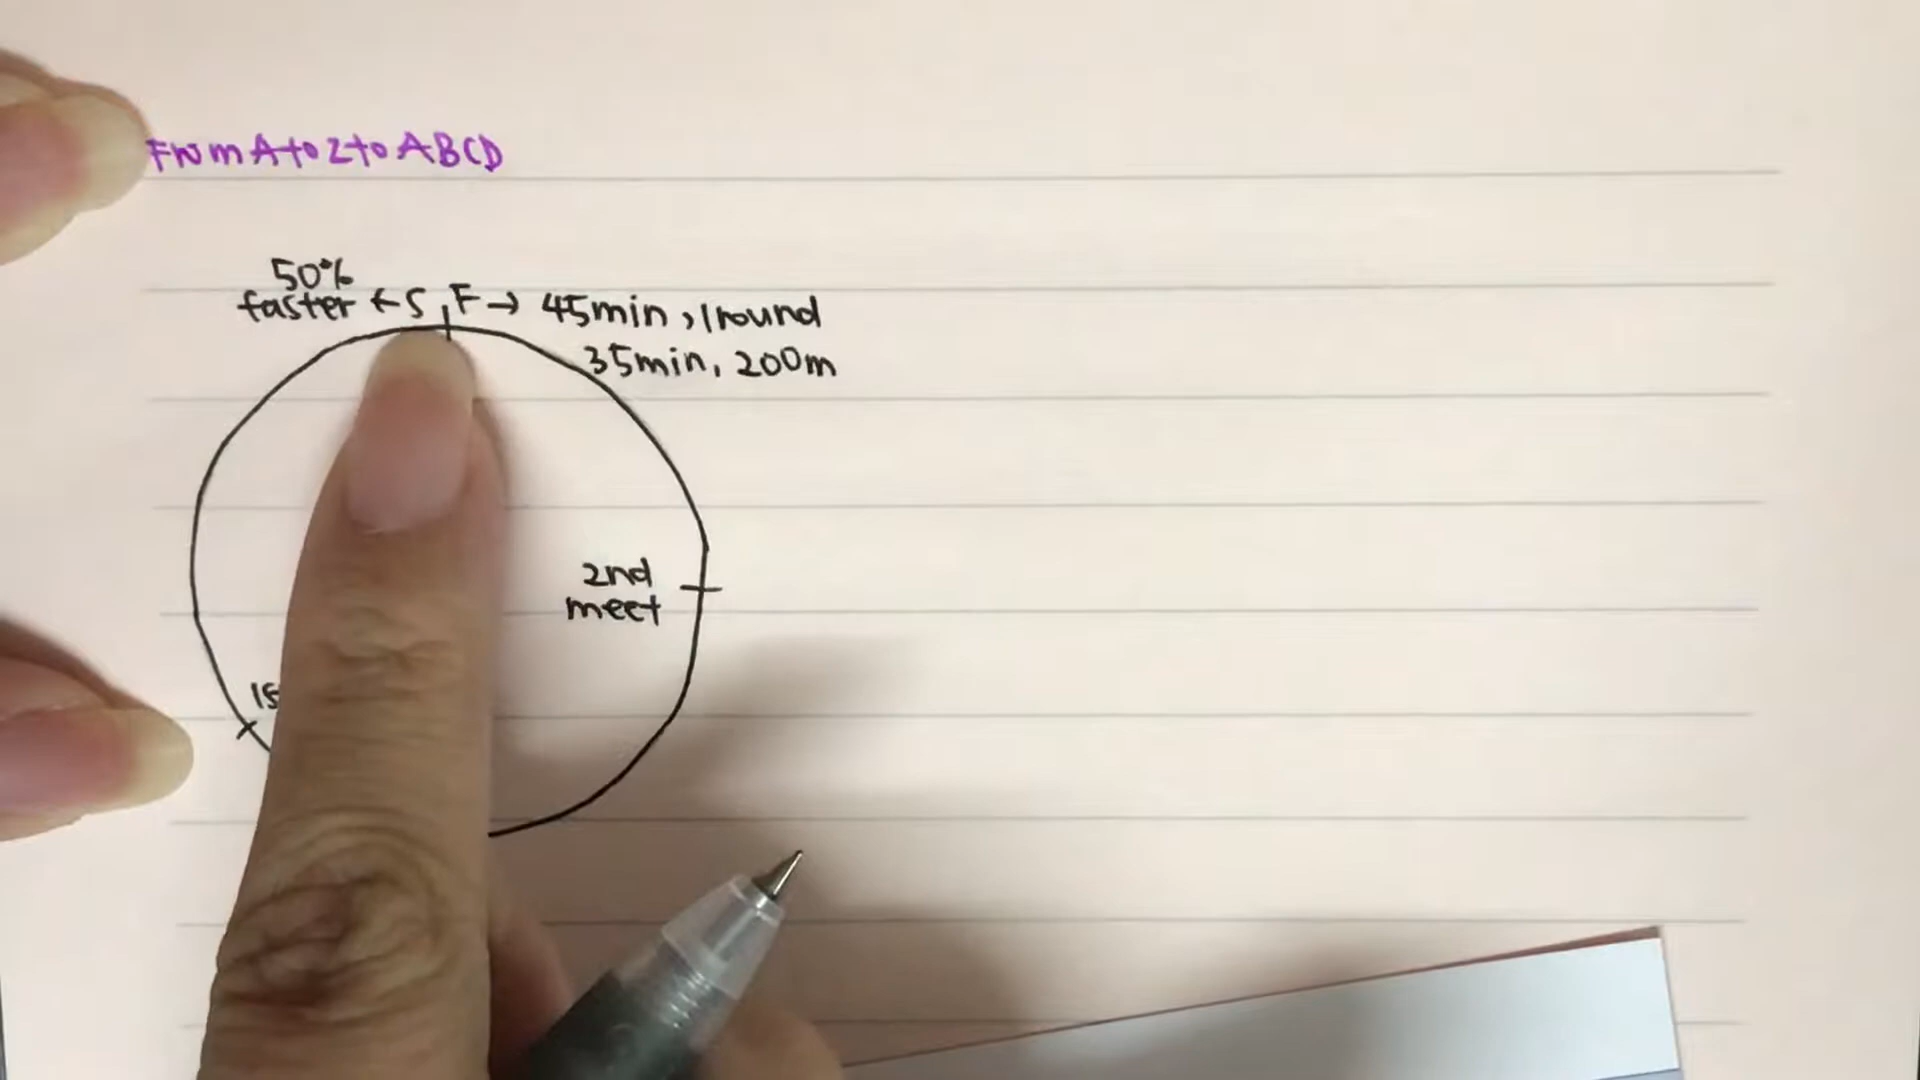 From A to Z to ABCD
50%
faster ← S, F → 45min, 1round
35min, 200m
2nd
meet